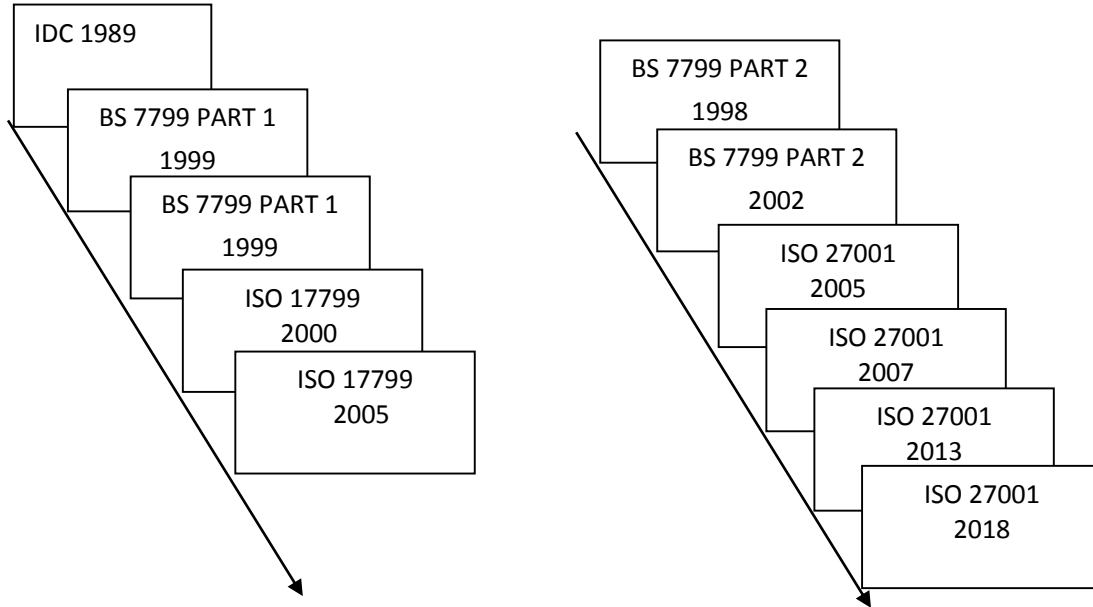 IDC 1989
BS 7799 PART 1
1999
BS 7799 PART 1
1999
ISO 17799
2000
ISO 17799
2005
BS 7799 PART 2
1998
BS 7799 PART 2
2002
ISO 27001
2005
ISO 27001
2007
ISO 27001
2013
ISO 27001
2018